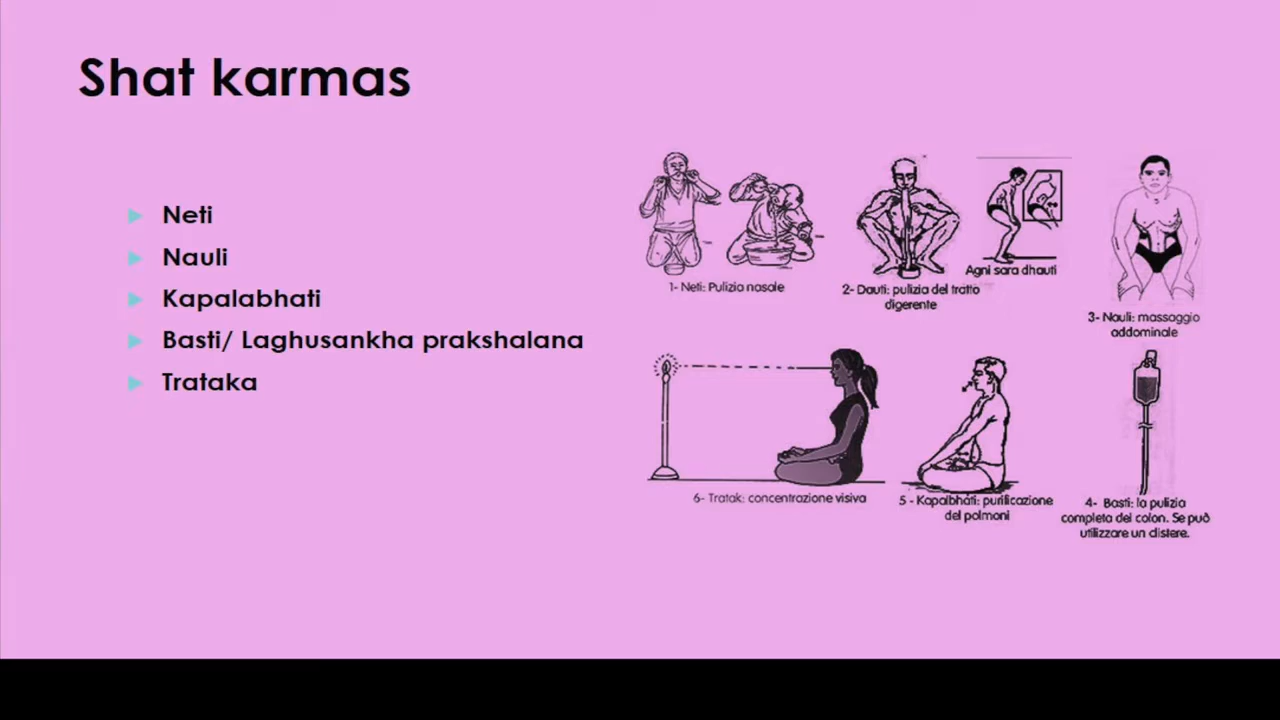 Shat karmas
Neti
Nauli
Kapalabhati
Basti/ Laghusankha prakshalana
Trataka
1- Neti: Pulizia nasale
2- Dauti: pulizia del tratto
digerente
Agni sara dhauti
3- Nauli: massaggio
addominale
6- Tratak: concentrazione visiva
5 - Kapalbháti: purificazione
dei polmoni
4- Basti: la pulizia
completa del colon. Se può
utilizzare un clistere.